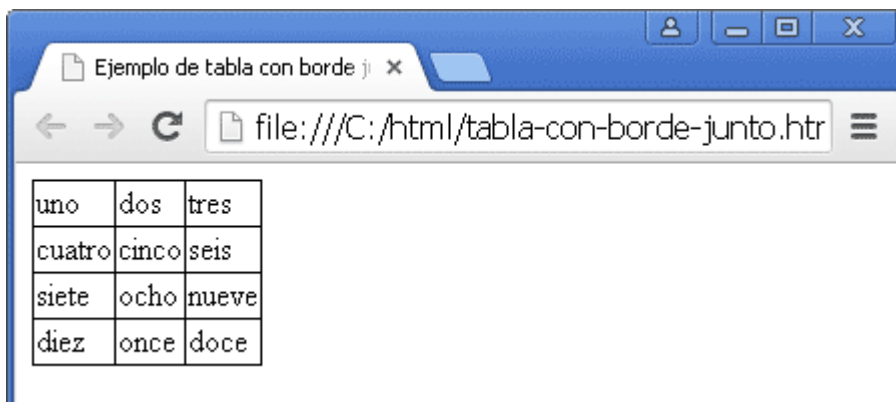 Ejemplo de tabla con borde
file:///C:/html/tabla-con-borde-junto.htr
uno dos tres
cuatro cinco seis
siete ocho nueve
diez once doce